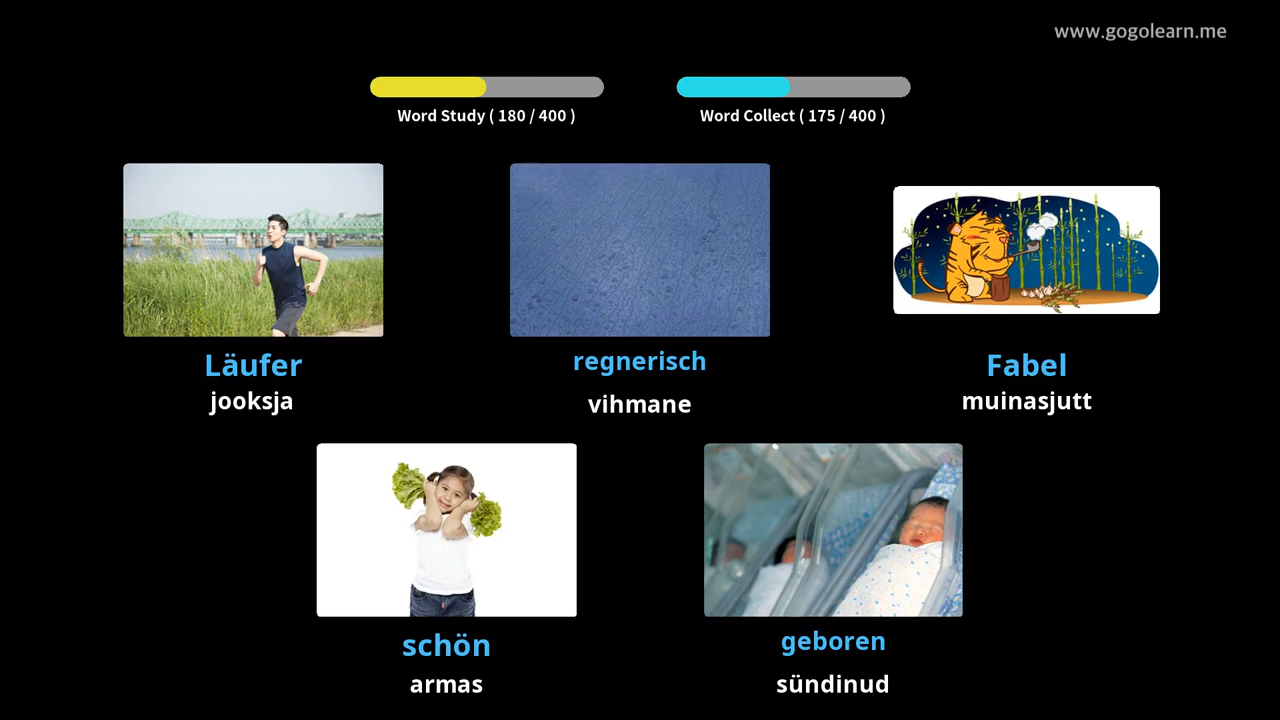 www.gogolearn.me
Word Study ( 180 / 400 )
Word Collect ( 175 / 400 )
Läufer
jooksja
regnerisch
vihmane
Fabel
muinasjutt
schön
armas
geboren
sündinud